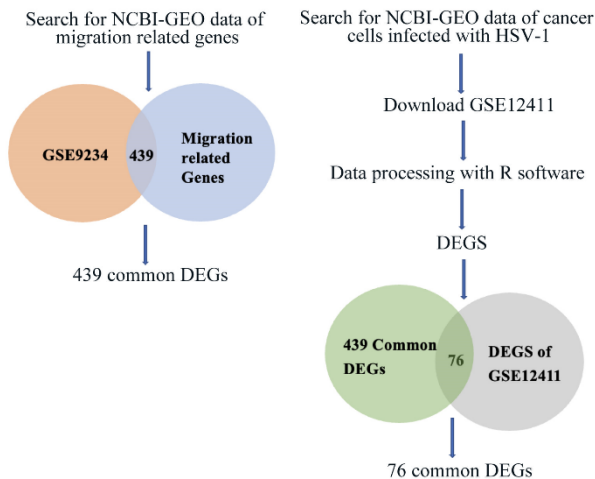 Search for NCBI-GEO data of
migration related genes
GSE9234
439
Migration
related
Genes
439 common DEGs
Search for NCBI-GEO data of cancer
cells infected with HSV-1
Download GSE12411
Data processing with R software
DEGS
439 Common
DEGs
76
DEGS of
GSE12411
76 common DEGs